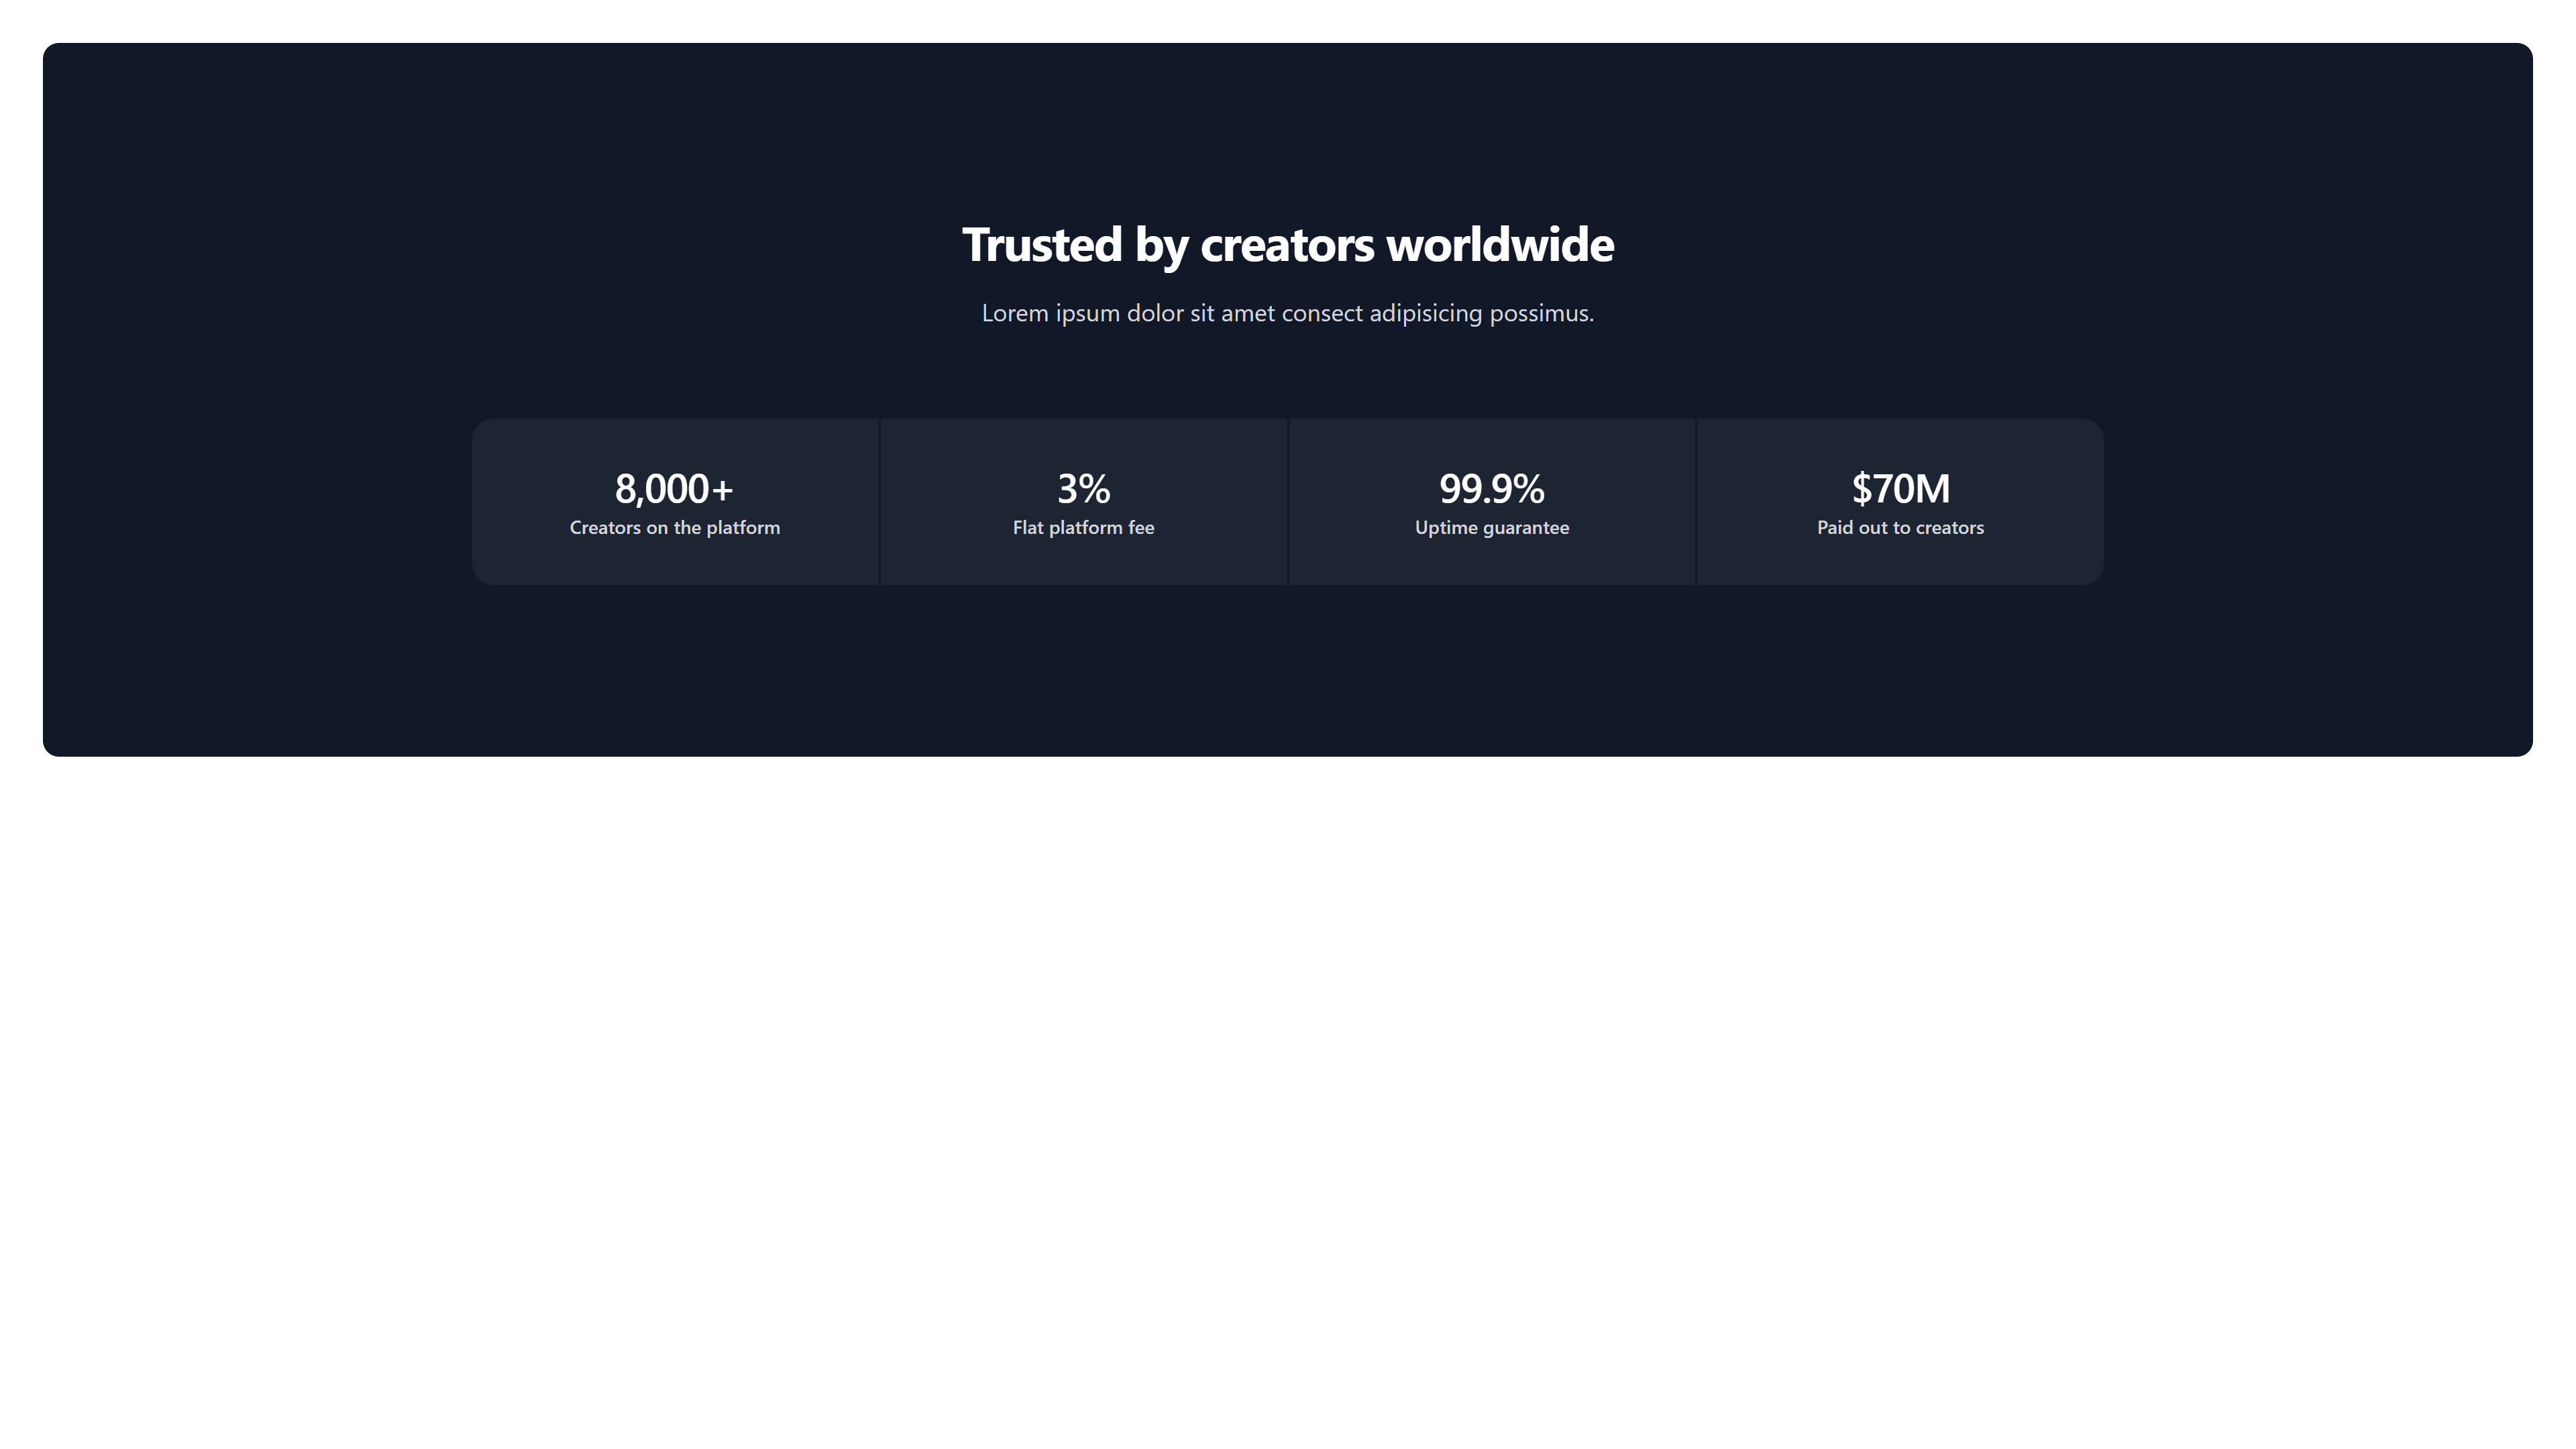 Trusted by creators worldwide
Lorem ipsum dolor sit amet consect adipisicing possimus.
8,000+
Creators on the platform
3%
Flat platform fee
99.9%
Uptime guarantee
$70M
Paid out to creators